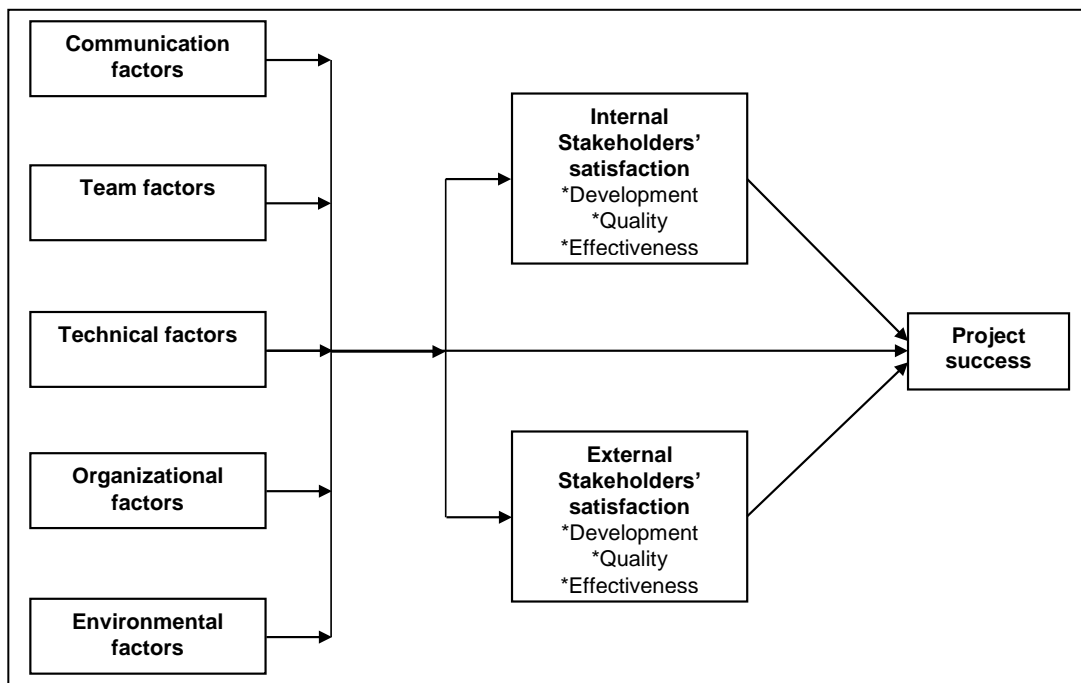 Communication
factors
Team factors
Technical factors
Organizational
factors
Environmental
factors
Internal
Stakeholders’
satisfaction
*Development
*Quality
*Effectiveness
External
Stakeholders’
satisfaction
*Development
*Quality
*Effectiveness
Project
success